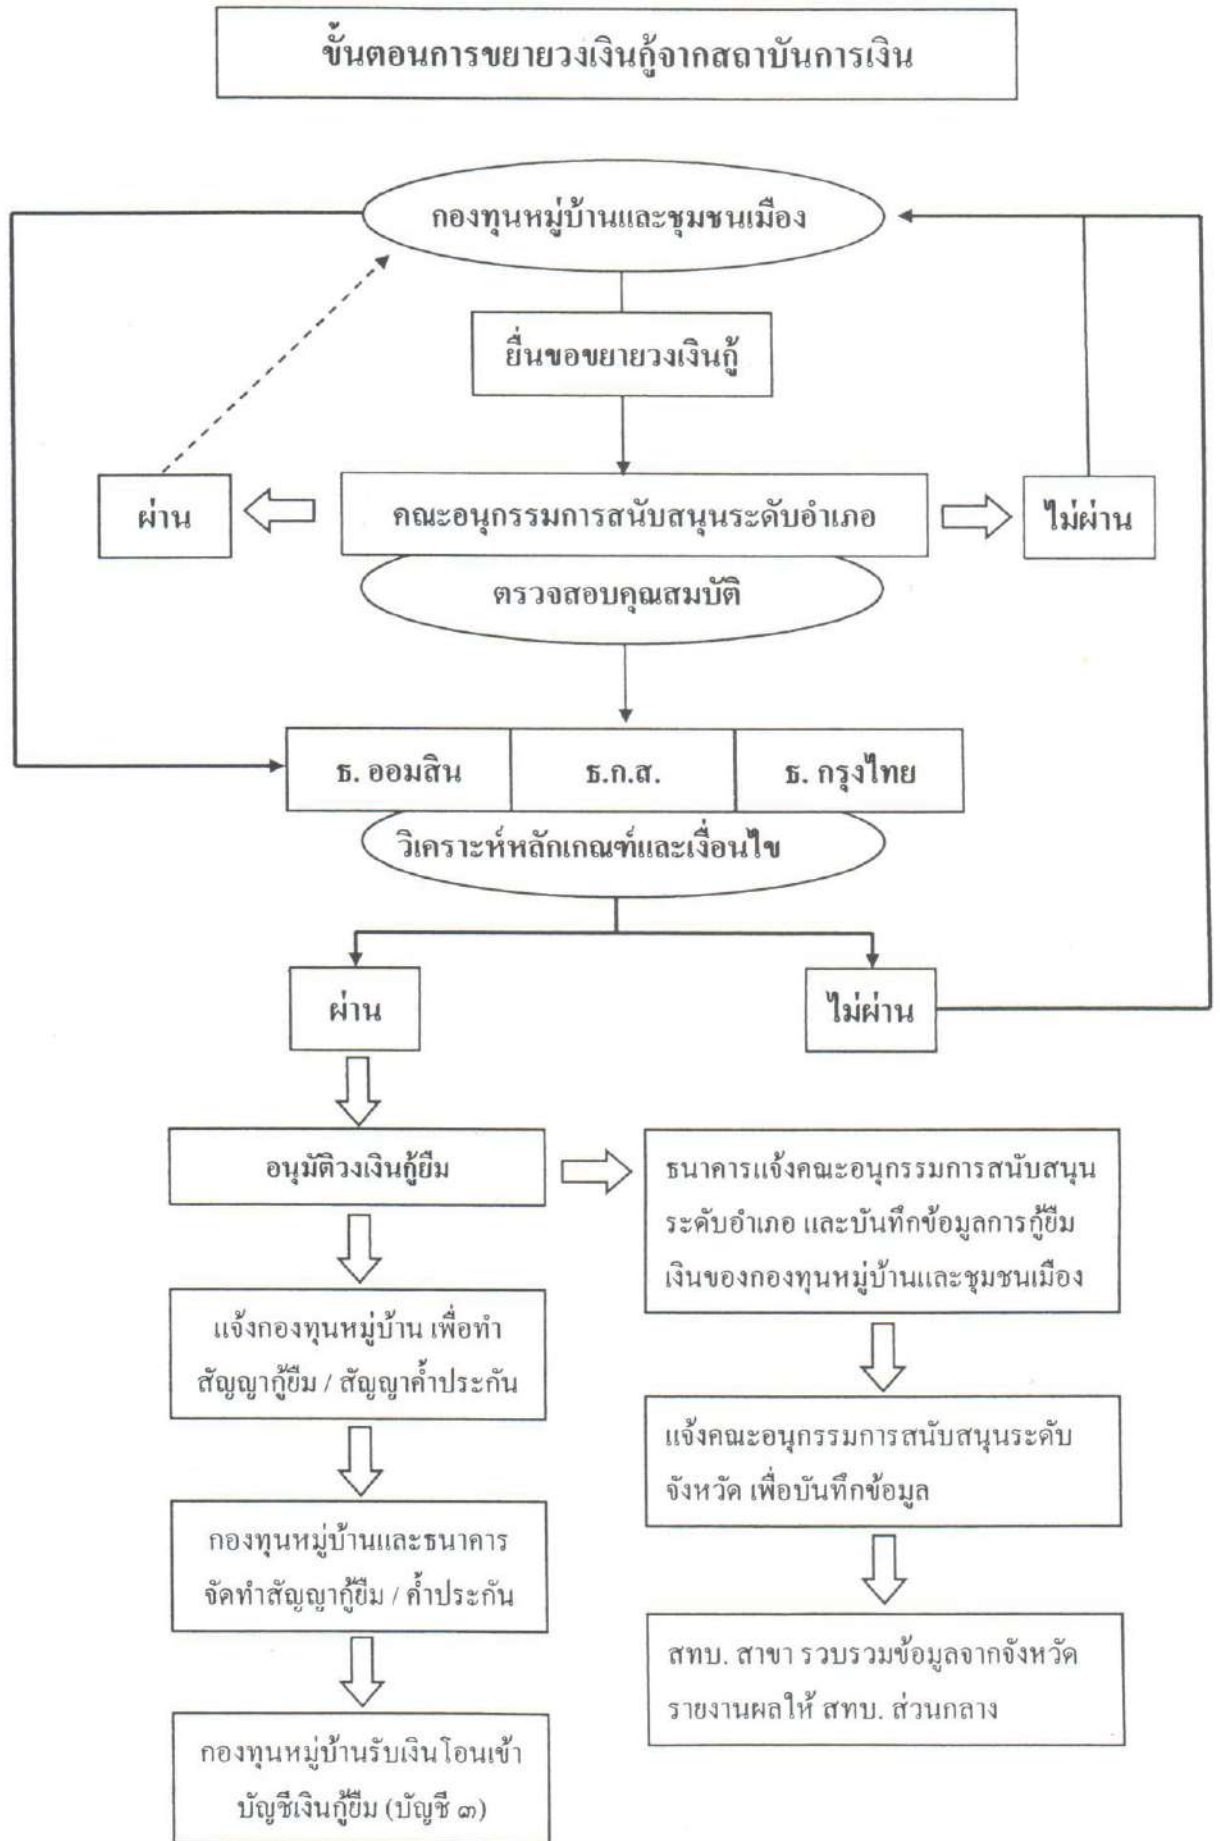 ขั้นตอนการขยายวงเงินกู้จากสถาบันการเงิน
กองทุนหมู่บ้านและชุมชนเมือง
ยื่นขอขยายวงเงินกู้
ผ่าน
คณะอนุกรรมการสนับสนุนระดับอำเภอ
ไม่ผ่าน
ตรวจสอบคุณสมบัติ
ธ. ออมสิน
ธ.ก.ส.
ธ. กรุงไทย
วิเคราะห์หลักเกณฑ์และเงื่อนไข
ผ่าน
ไม่ผ่าน
อนุมัติวงเงินกู้ยืม
ธนาคารแจ้งคณะอนุกรรมการสนับสนุน
ระดับอำเภอ และบันทึกข้อมูลการกู้ยืม
เงินของกองทุนหมู่บ้านและชุมชนเมือง
แจ้งกองทุนหมู่บ้าน เพื่อทำ
สัญญากู้ยืม / สัญญาค้ำประกัน
แจ้งคณะอนุกรรมการสนับสนุนระดับ
จังหวัด เพื่อบันทึกข้อมูล
กองทุนหมู่บ้านและธนาคาร
จัดทำสัญญากู้ยืม / ค้ำประกัน
สทบ. สาขา รวบรวมข้อมูลจากจังหวัด
รายงานผลให้ สทบ. ส่วนกลาง
กองทุนหมู่บ้านรับเงินโอนเข้า
บัญชีเงินกู้ยืม (บัญชี ๓)